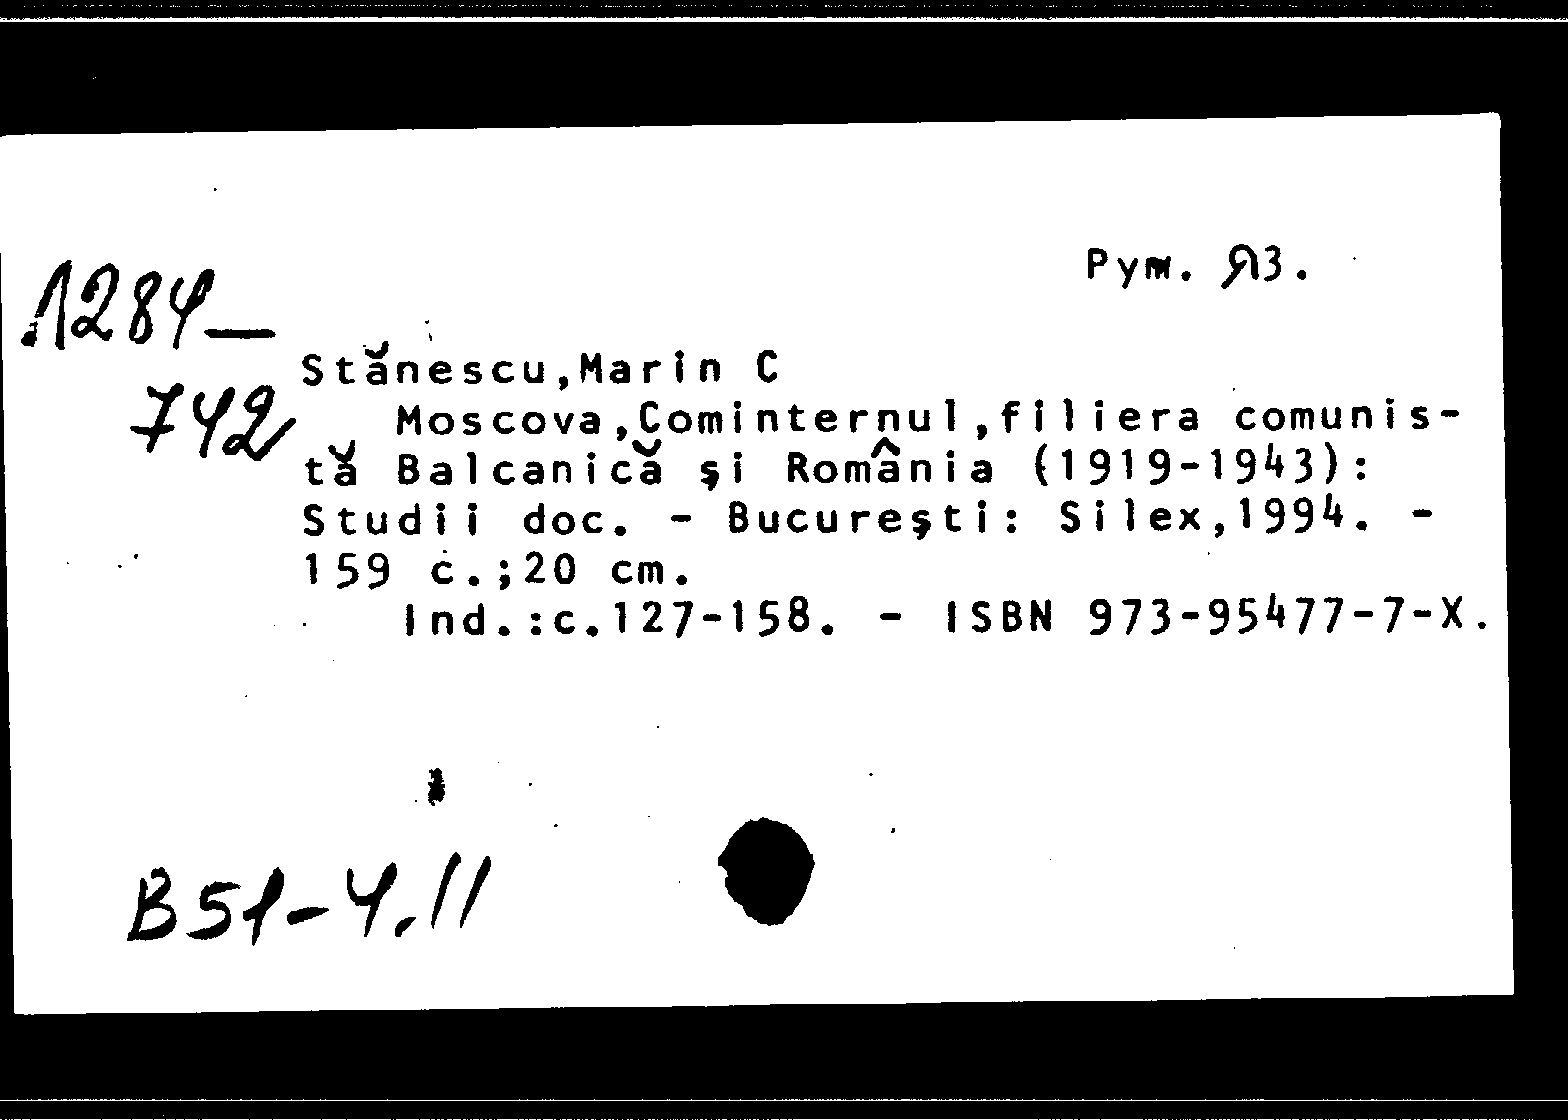 Рум. яз.
1284—
742
Stănescu,Marin C
Moscova,Cominternul,filiera comunis-
tă Balcanică şi România (1919-1943):
Studii doc. - Bucureşti: Silex,1994. -
159 c.;20 cm.
Ind.:c.127-158. - ISBN 973-95477-7-X.
B51-4.11